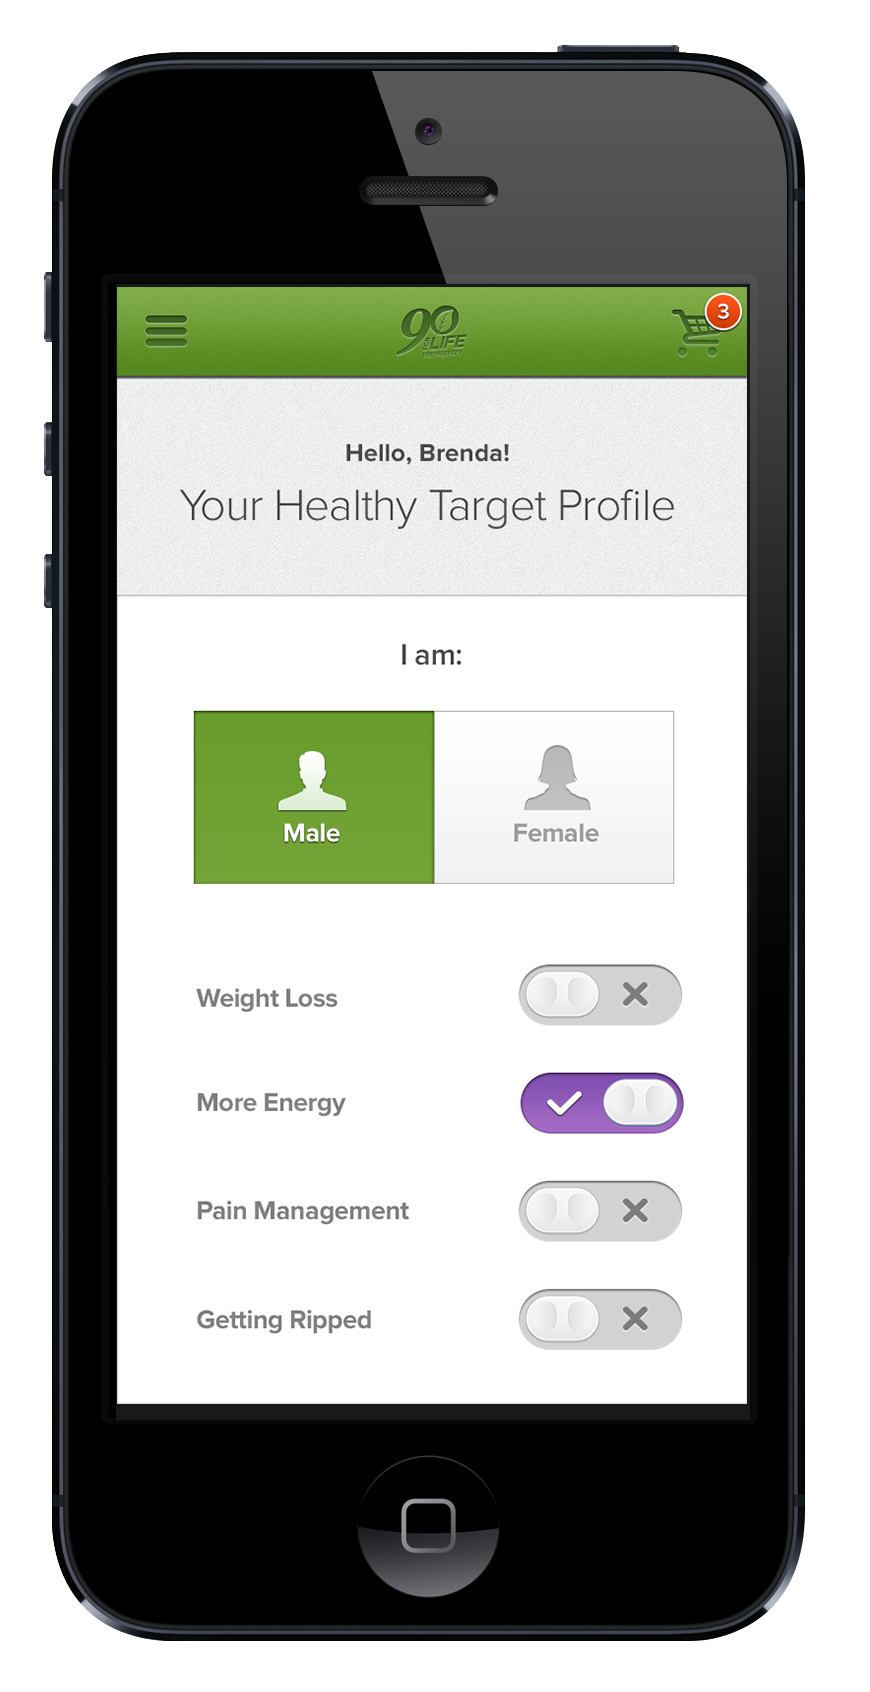 3
90
FOR
LIFE
YOUNGEVITY
Hello, Brenda!
Your Healthy Target Profile
I am:
Male
Female
Weight Loss
More Energy
Pain Management
Getting Ripped